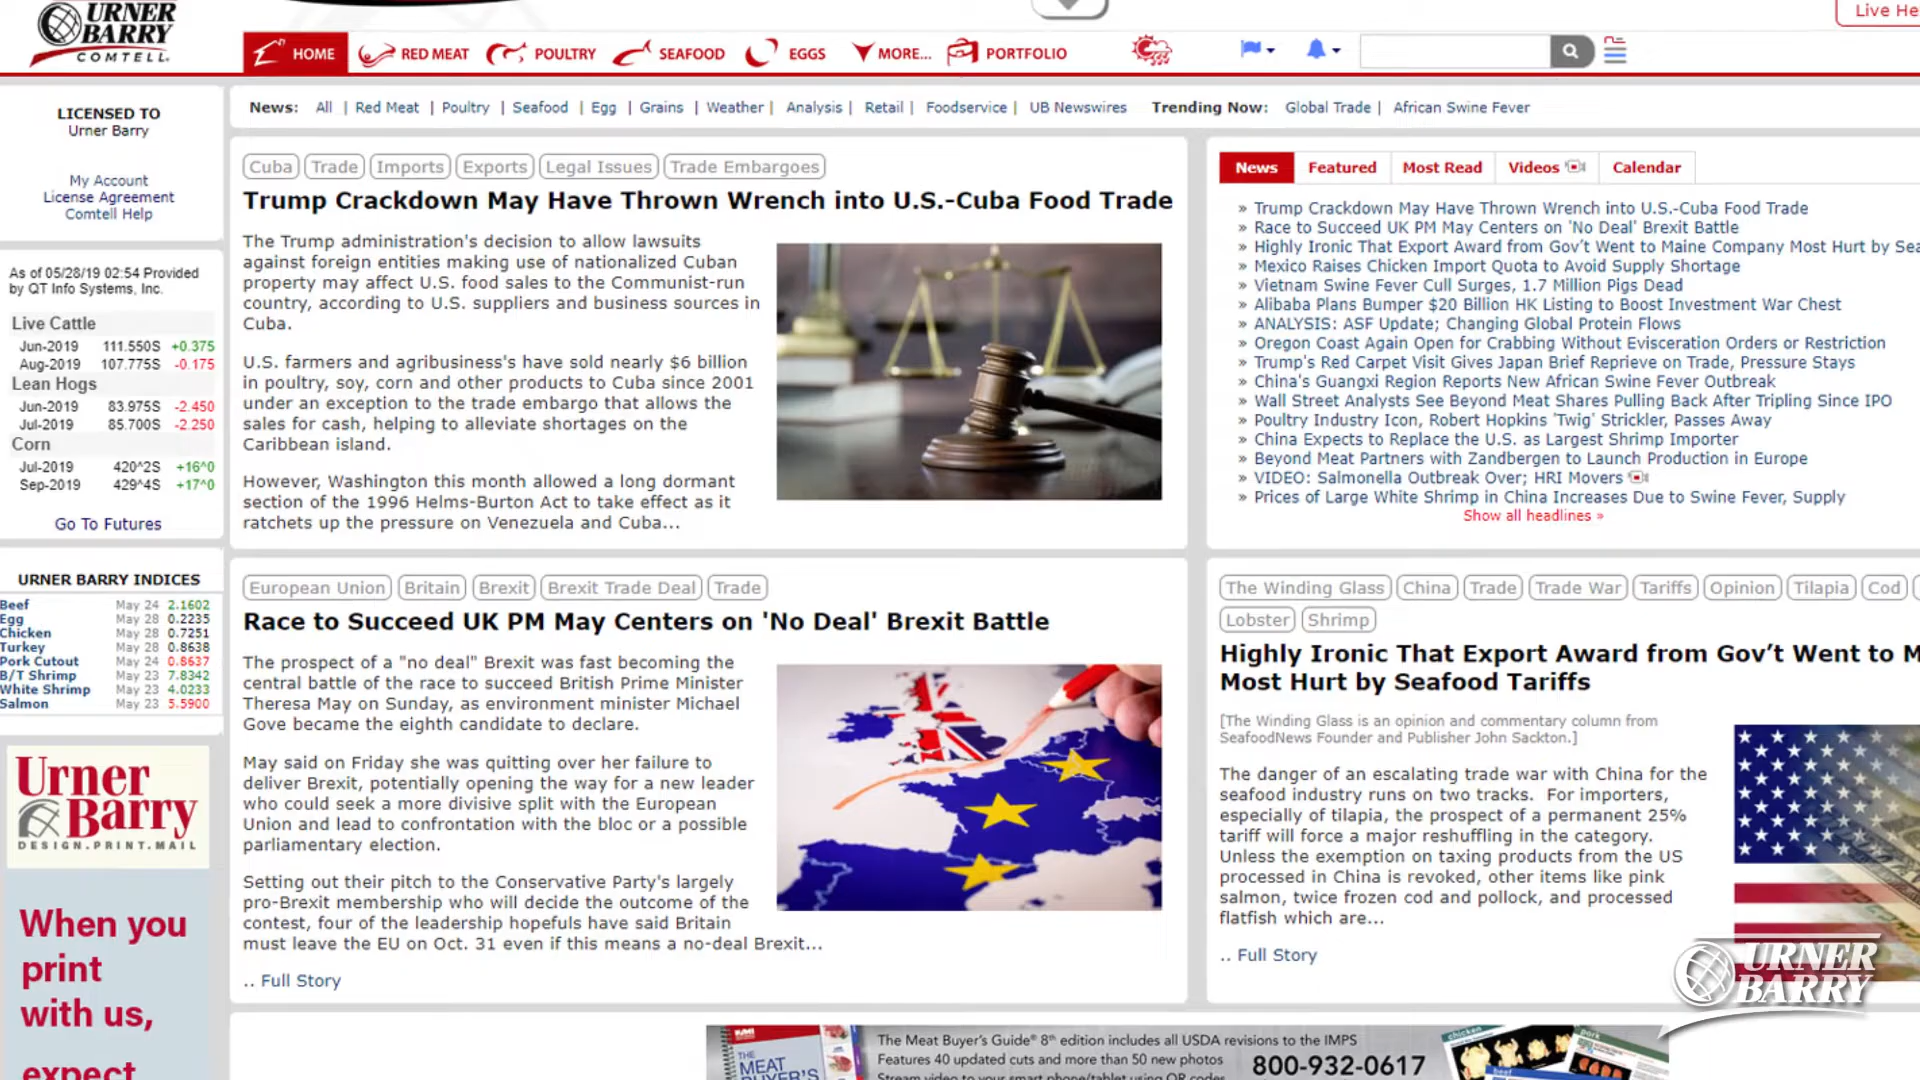 URNER
BARRY
COMTELL
HOME
RED MEAT
POULTRY
SEAFOOD
EGGS
MORE...
PORTFOLIO
Live He
LICENSED TO
Urner Barry
My Account
License Agreement
Comtell Help
As of 05/28/19 02:54 Provided
by QT Info Systems, Inc.
Live Cattle
Jun-2019 111.550S +0.375
Aug-2019 107.775S -0.175
Lean Hogs
Jun-2019 83.975S -2.450
Jul-2019 85.700S -2.250
Corn
Jul-2019 420^2S +16^0
Sep-2019 429^4S +17^0
Go To Futures
URNER BARRY INDICES
Beef May 24 2.1602
Egg May 28 0.2235
Chicken May 28 0.7251
Turkey May 28 0.8638
Pork Cutout May 24 0.8637
B/T Shrimp May 23 7.8342
White Shrimp May 23 4.0233
Salmon May 23 5.5900
Urner
Barry
DESIGN.PRINT.MAIL
When you
print
with us,
expect
News: All | Red Meat | Poultry | Seafood | Egg | Grains | Weather | Analysis | Retail | Foodservice | UB Newswires Trending Now: Global Trade | African Swine Fever
Cuba Trade Imports Exports Legal Issues Trade Embargoes
Trump Crackdown May Have Thrown Wrench into U.S.-Cuba Food Trade
The Trump administration's decision to allow lawsuits
against foreign entities making use of nationalized Cuban
property may affect U.S. food sales to the Communist-run
country, according to U.S. suppliers and business sources in
Cuba.
U.S. farmers and agribusiness's have sold nearly $6 billion
in poultry, soy, corn and other products to Cuba since 2001
under an exception to the trade embargo that allows the
sales for cash, helping to alleviate shortages on the
Caribbean island.
However, Washington this month allowed a long dormant
section of the 1996 Helms-Burton Act to take effect as it
ratchets up the pressure on Venezuela and Cuba...
News Featured Most Read Videos Calendar
» Trump Crackdown May Have Thrown Wrench into U.S.-Cuba Food Trade
» Race to Succeed UK PM May Centers on 'No Deal' Brexit Battle
» Highly Ironic That Export Award from Gov't Went to Maine Company Most Hurt by Sea
» Mexico Raises Chicken Import Quota to Avoid Supply Shortage
» Vietnam Swine Fever Cull Surges, 1.7 Million Pigs Dead
» Alibaba Plans Bumper $20 Billion HK Listing to Boost Investment War Chest
» ANALYSIS: ASF Update; Changing Global Protein Flows
» Oregon Coast Again Open for Crabbing Without Evisceration Orders or Restriction
» Trump's Red Carpet Visit Gives Japan Brief Reprieve on Trade, Pressure Stays
» China's Guangxi Region Reports New African Swine Fever Outbreak
» Wall Street Analysts See Beyond Meat Shares Pulling Back After Tripling Since IPO
» Poultry Industry Icon, Robert Hopkins 'Twig' Strickler, Passes Away
» China Expects to Replace the U.S. as Largest Shrimp Importer
» Beyond Meat Partners with Zandbergen to Launch Production in Europe
» VIDEO: Salmonella Outbreak Over; HRI Movers
» Prices of Large White Shrimp in China Increases Due to Swine Fever, Supply
Show all headlines »
European Union Britain Brexit Brexit Trade Deal Trade
Race to Succeed UK PM May Centers on 'No Deal' Brexit Battle
The prospect of a "no deal" Brexit was fast becoming the
central battle of the race to succeed British Prime Minister
Theresa May on Sunday, as environment minister Michael
Gove became the eighth candidate to declare.
May said on Friday she was quitting over her failure to
deliver Brexit, potentially opening the way for a new leader
who could seek a more divisive split with the European
Union and lead to confrontation with the bloc or a possible
parliamentary election.
Setting out their pitch to the Conservative Party's largely
pro-Brexit membership who will decide the outcome of the
contest, four of the leadership hopefuls have said Britain
must leave the EU on Oct. 31 even if this means a no-deal Brexit...
.. Full Story
The Winding Glass China Trade Trade War Tariffs Opinion Tilapia Cod
Lobster Shrimp
Highly Ironic That Export Award from Gov't Went to M
Most Hurt by Seafood Tariffs
[The Winding Glass is an opinion and commentary column from
SeafoodNews Founder and Publisher John Sackton.]
The danger of an escalating trade war with China for the
seafood industry runs on two tracks. For importers,
especially of tilapia, the prospect of a permanent 25%
tariff will force a major reshuffling in the category.
Unless the exemption on taxing products from the US
processed in China is revoked, other items like pink
salmon, twice frozen cod and pollock, and processed
flatfish which are...
.. Full Story
URNER
BARRY
THE
MEAT
BUYER'S
The Meat Buyer's Guide® 8th edition includes all USDA revisions to the IMPS
Features 40 updated cuts and more than 50 new photos
Stream video to your smart phone/tablet using QR codes
800-932-0617
chicken
pork
beef